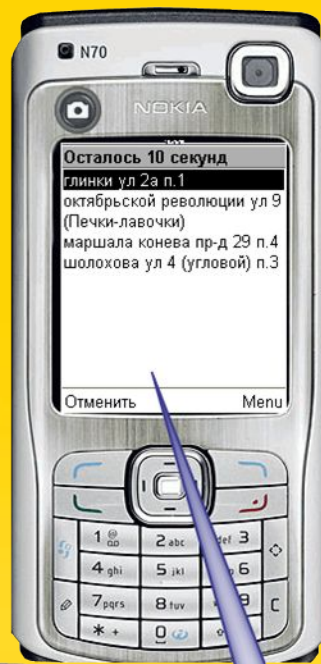 N70
NOKIA
Осталось 10 секунд
глинки ул 2а п.1
октябрьской революции ул 9
(Печки-лавочки)
маршала конева пр-д 29 п.4
шолохова ул 4 (угловой) п.3
Отменить Menu
1 2 abc def 3
4 ghi 5 jkl 6
7 pqrs 8 tuv 9 C
* + 0